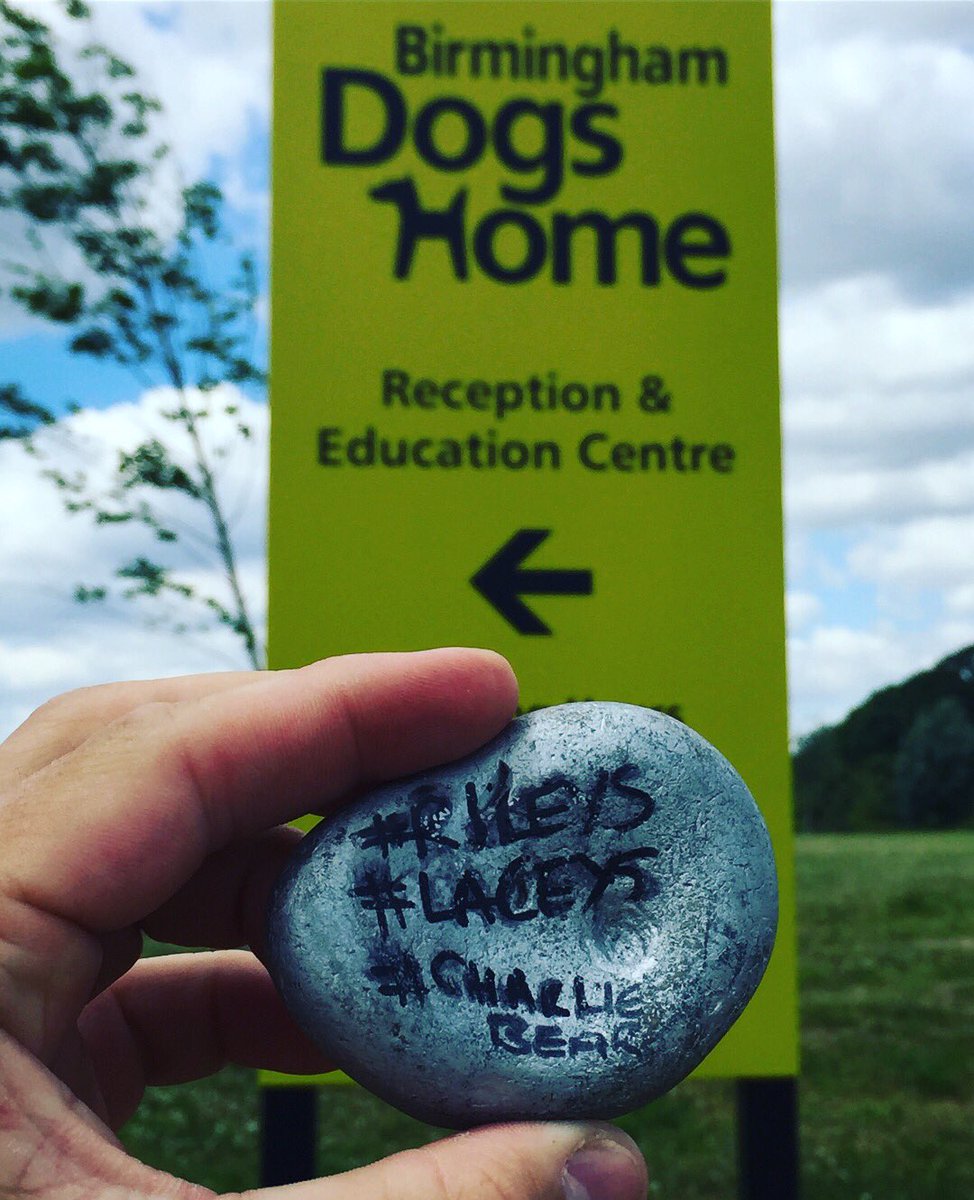 Birmingham
Dogs
Home
Reception &
Education Centre
#RILEYS
#LACEYS
#CHARLIE
BEAR